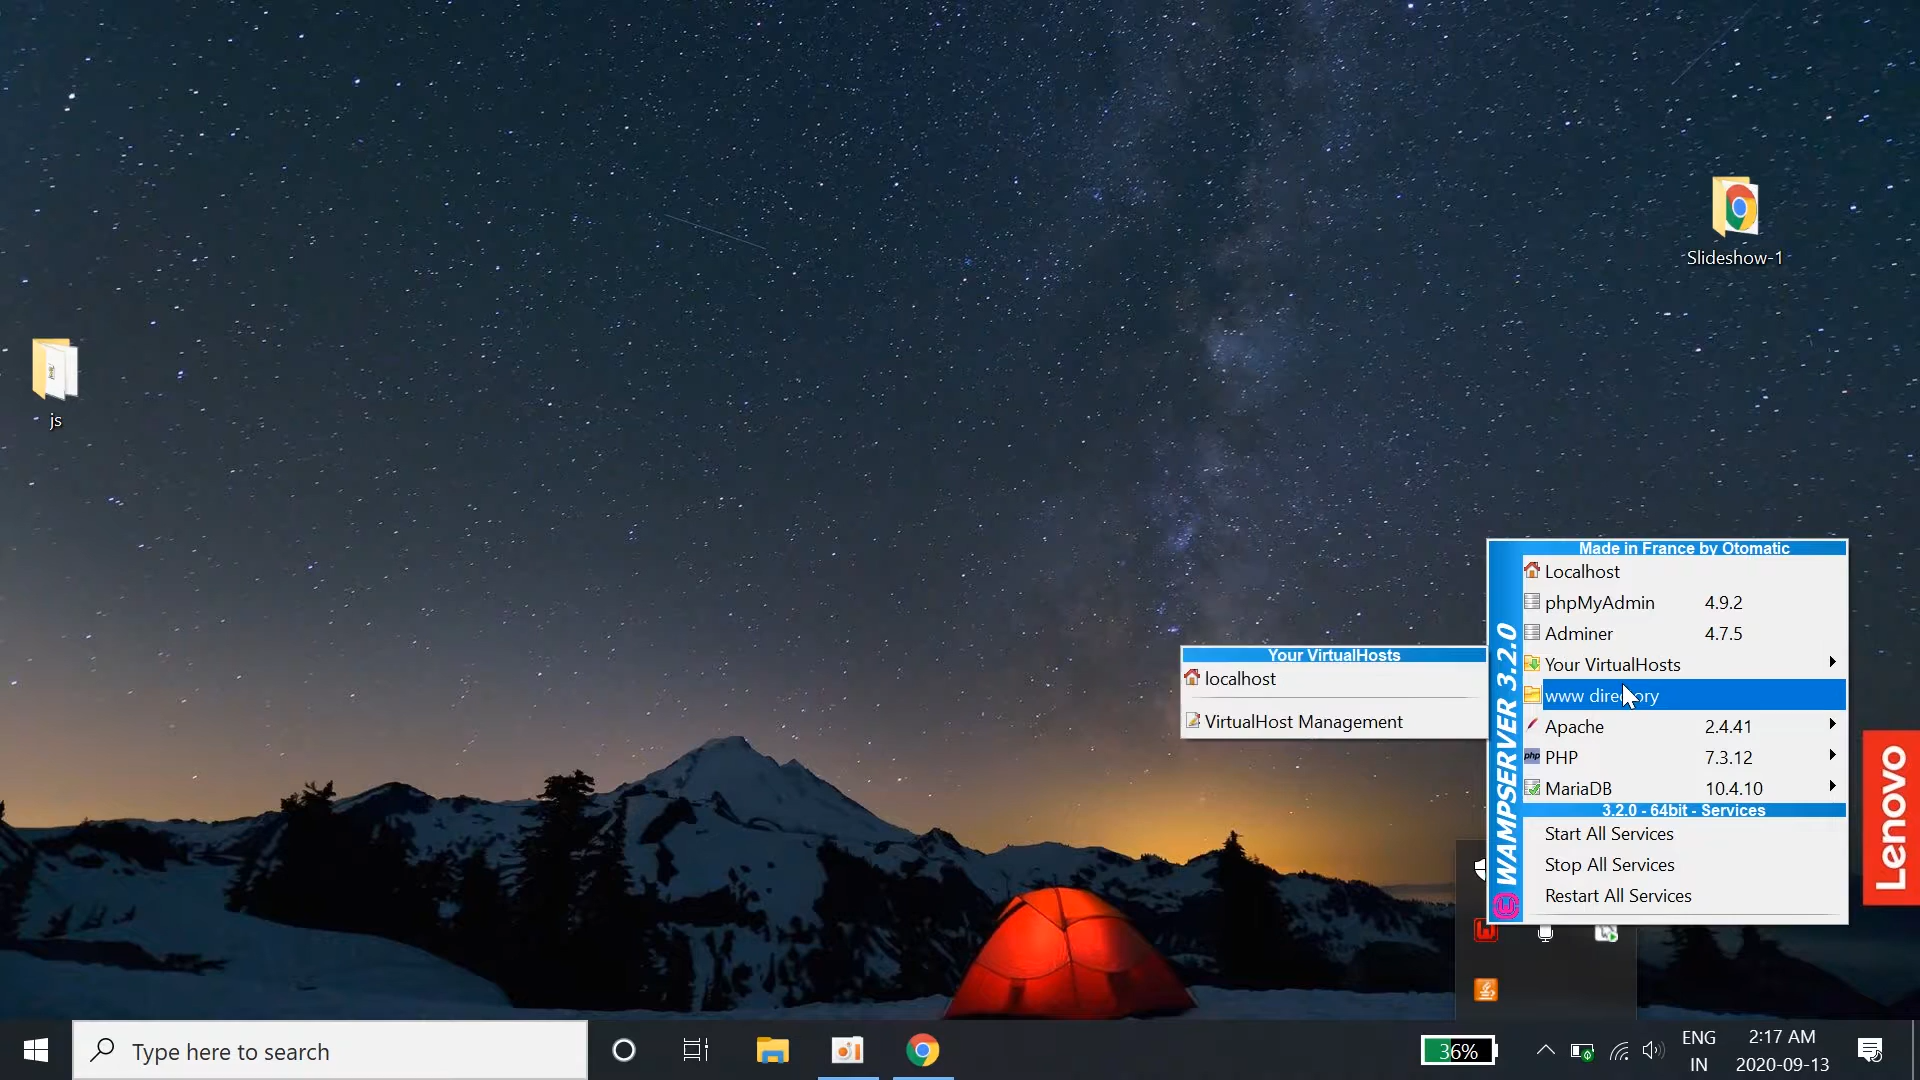 Slideshow-1
js
Made in France by Otomatic
Localhost
phpMyAdmin 4.9.2
Adminer 4.7.5
Your VirtualHosts
www directory
Apache 2.4.41
PHP 7.3.12
MariaDB 10.4.10
3.2.0 - 64bit - Services
Start All Services
Stop All Services
Restart All Services
WAMPSERVER 3.2.0
Your VirtualHosts
localhost
VirtualHost Management
Lenovo
Type here to search
36%
ENG
IN
2:17 AM
2020-09-13